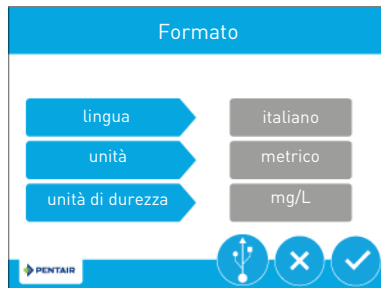 Formato
lingua
italiano
unità
metrico
unità di durezza
mg/L
PENTAIR